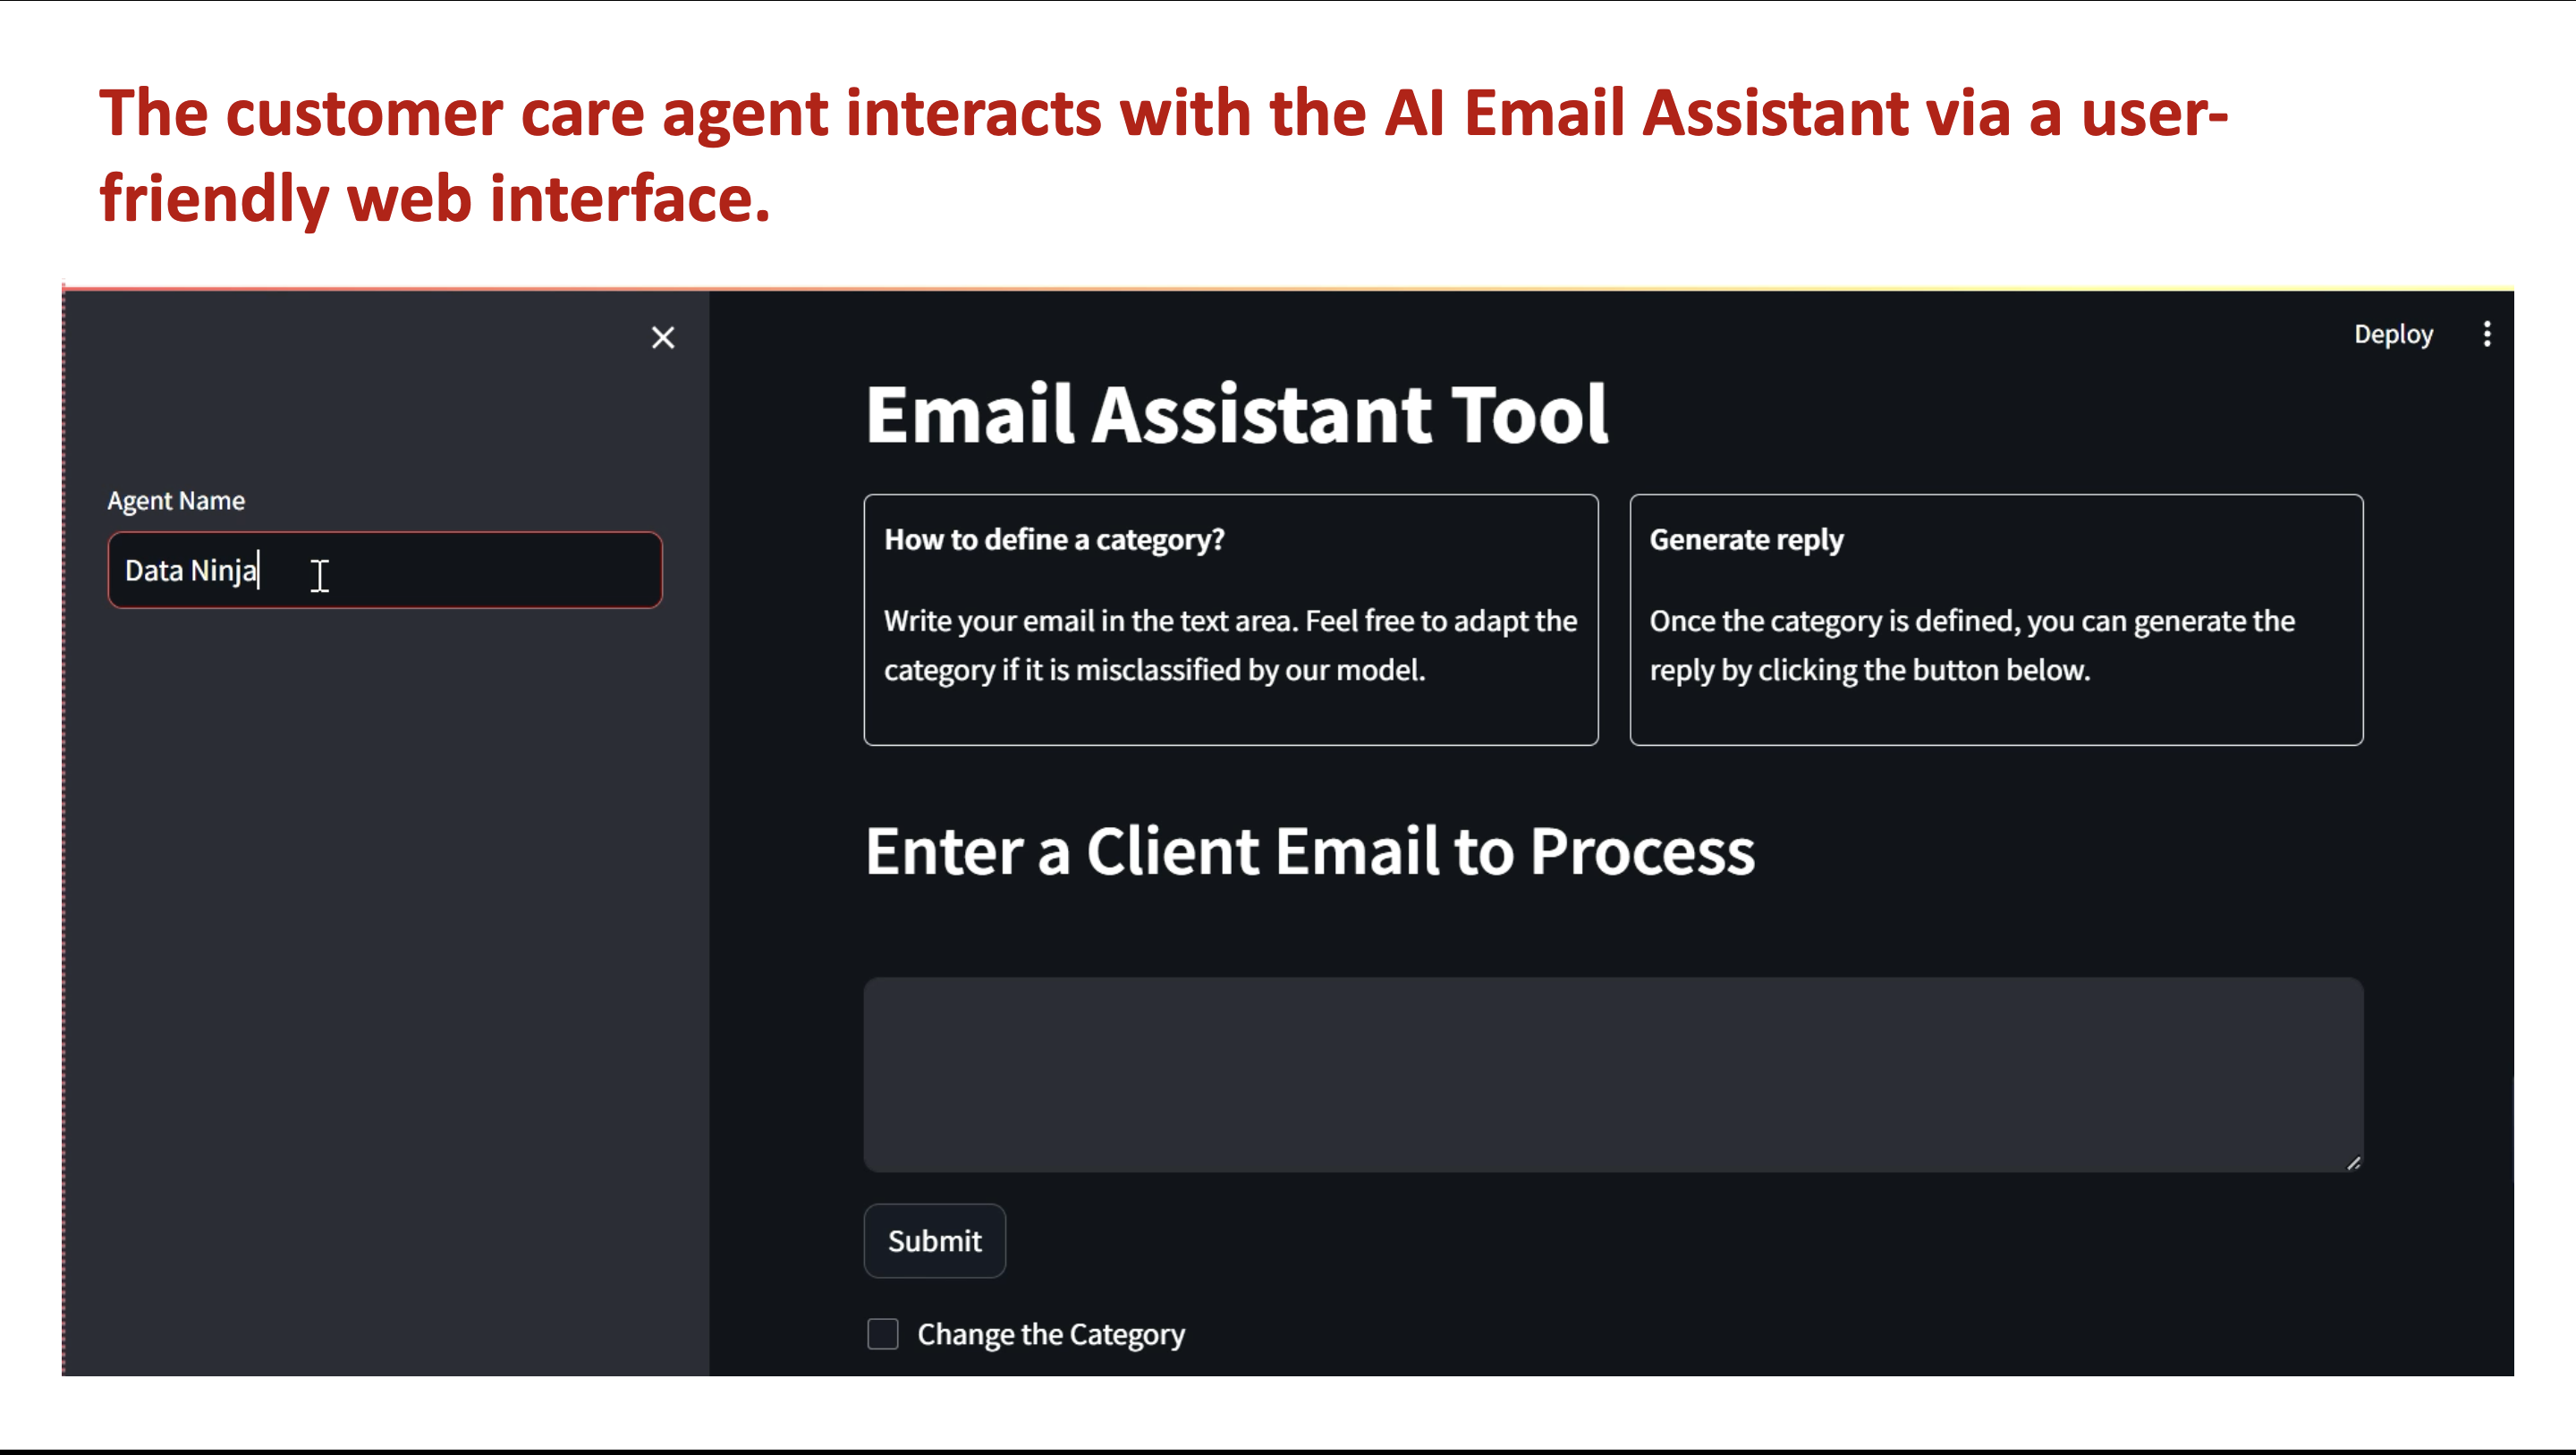 The customer care agent interacts with the AI Email Assistant via a user-
friendly web interface.
Deploy
Agent Name
Data Ninja
Email Assistant Tool
How to define a category?
Write your email in the text area. Feel free to adapt the
category if it is misclassified by our model.
Generate reply
Once the category is defined, you can generate the
reply by clicking the button below.
Enter a Client Email to Process
Submit
Change the Category